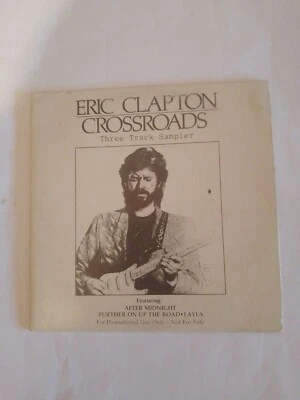 ERIC CLAPTON
CROSSROADS
Three Track Sampler
Featuring:
AFTER MIDNIGHT
FURTHER ON UP THE ROAD•LAYLA
For Promotional Use Only - Not For Sale